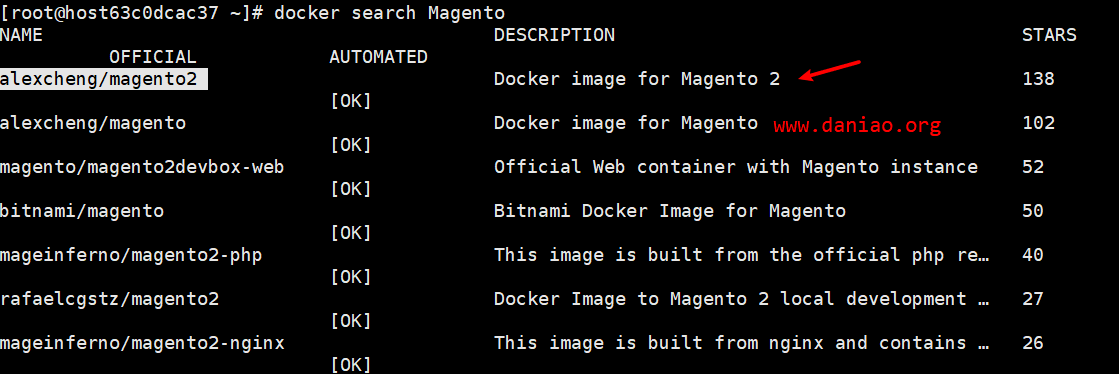 [root@host63c0dcac37 ~]# docker search Magento
NAME DESCRIPTION STARS
OFFICIAL AUTOMATED
alexcheng/magento2 Docker image for Magento 2 138
[OK]
alexcheng/magento Docker image for Magento www.daniao.org 102
[OK]
magento/magento2devbox-web Official Web container with Magento instance 52
[OK]
bitnami/magento Bitnami Docker Image for Magento 50
[OK]
mageinferno/magento2-php This image is built from the official php re… 40
[OK]
rafaelcgstz/magento2 Docker Image to Magento 2 local development … 27
[OK]
mageinferno/magento2-nginx This image is built from nginx and contains … 26
[OK]